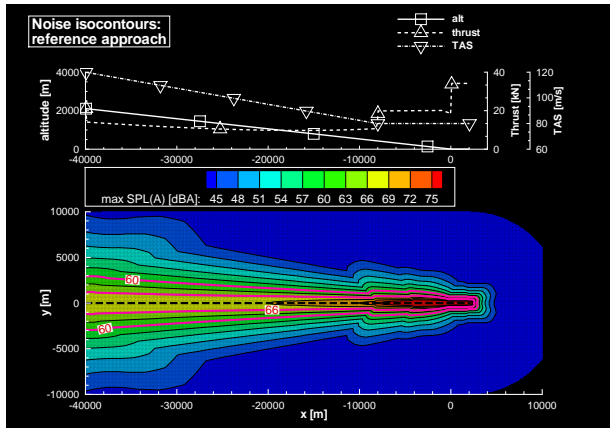 Noise isocontours:
reference approach
alt
thrust
TAS
altitude [m]
4000
2000
0
40
20
0
Thrust [kN]
120
100
80
60
TAS [m/s]
-40000 -30000 -20000 -10000 0
max SPL(A) [dBA]: 45 48 51 54 57 60 63 66 69 72 75
y [m]
10000
5000
0
-5000
-10000
60
66
60
-40000 -30000 -20000 -10000 0 10000
x [m]